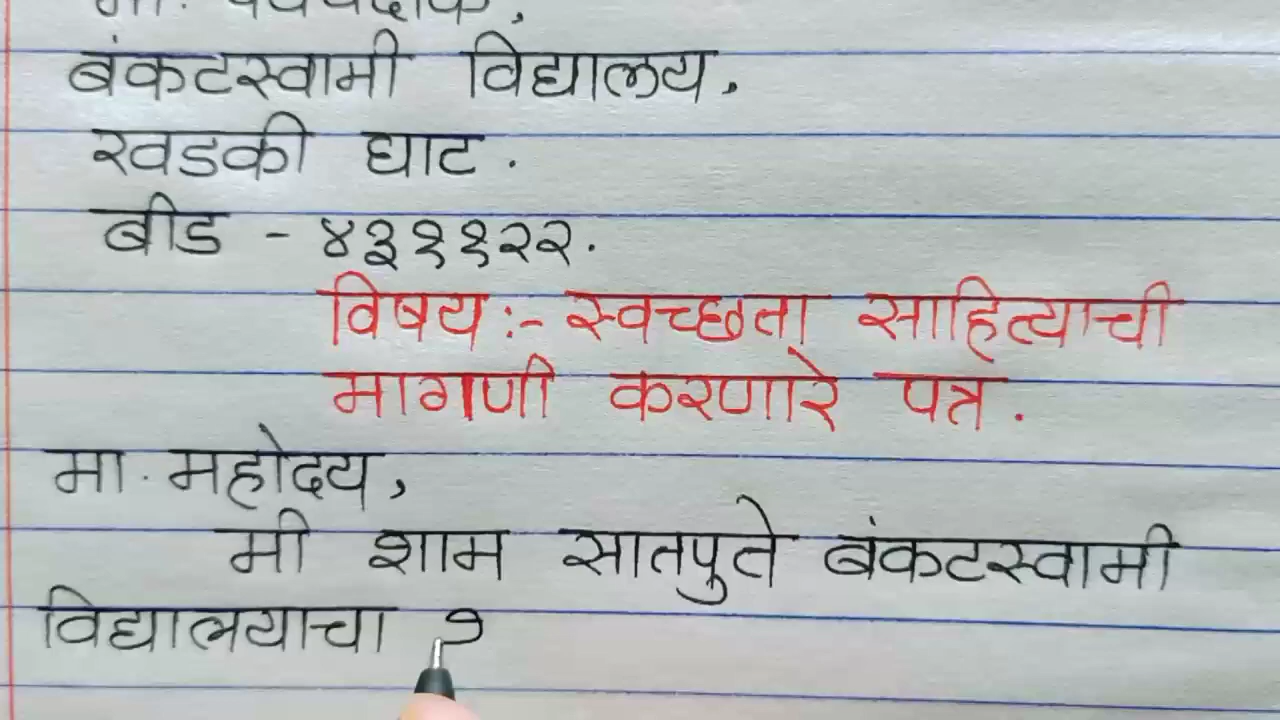 बंकटस्वामी विद्यालय.
खडकी घाट.
बीड - ४३११२२.
विषय:- स्वच्छता साहित्याची
मागणी करणारे पत्र.
मा. महोदय,
मी शाम सातपुते बंकटस्वामी
विद्यालयाचा